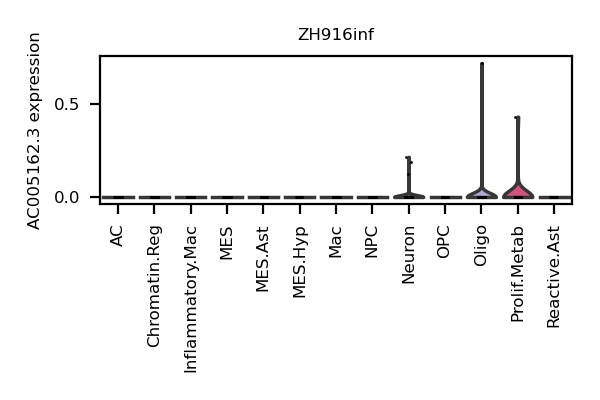 ZH916inf
AC005162.3 expression
0.5
0.0
AC
Chromatin.Reg
Inflammatory.Mac
MES
MES.Ast
MES.Hyp
Mac
NPC
Neuron
OPC
Oligo
Prolif.Metab
Reactive.Ast